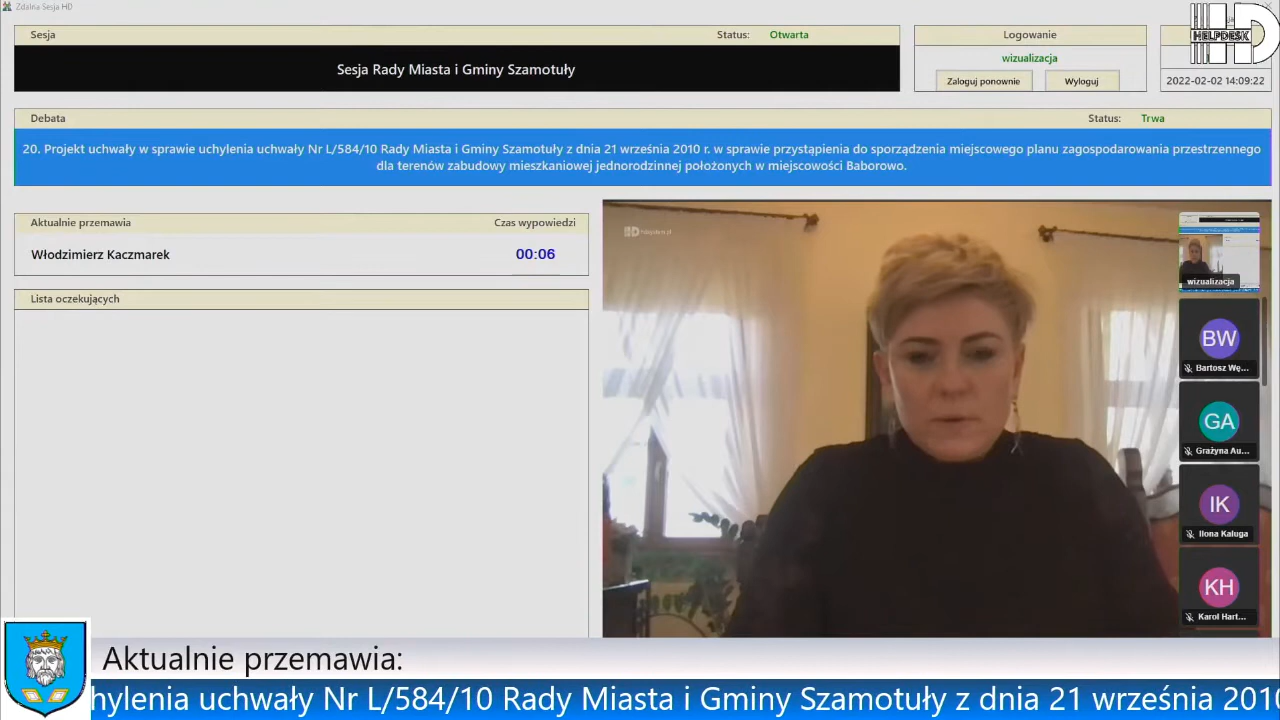 Zdalna Sesja HD
Sesja
Status:
Otwarta
Sesja Rady Miasta i Gminy Szamotuły
Logowanie
wizualizacja
Zaloguj ponownie
Wyloguj
HELPDESK
2022-02-02 14:09:22
Debata
Status:
Trwa
20. Projekt uchwały w sprawie uchylenia uchwały Nr L/584/10 Rady Miasta i Gminy Szamotuły z dnia 21 września 2010 r. w sprawie przystąpienia do sporządzenia miejscowego planu zagospodarowania przestrzennego
dla terenów zabudowy mieszkaniowej jednorodzinnej położonych w miejscowości Baborowo.
Aktualnie przemawia
Czas wypowiedzi
Włodzimierz Kaczmarek
00:06
Lista oczekujących
wizualizacja
BW
Bartosz Wę...
GA
Grażyna Au...
IK
Ilona Kaługa
KH
Karol Hart...
Aktualnie przemawia:
hylenia uchwały Nr L/584/10 Rady Miasta i Gminy Szamotuły z dnia 21 września 2010